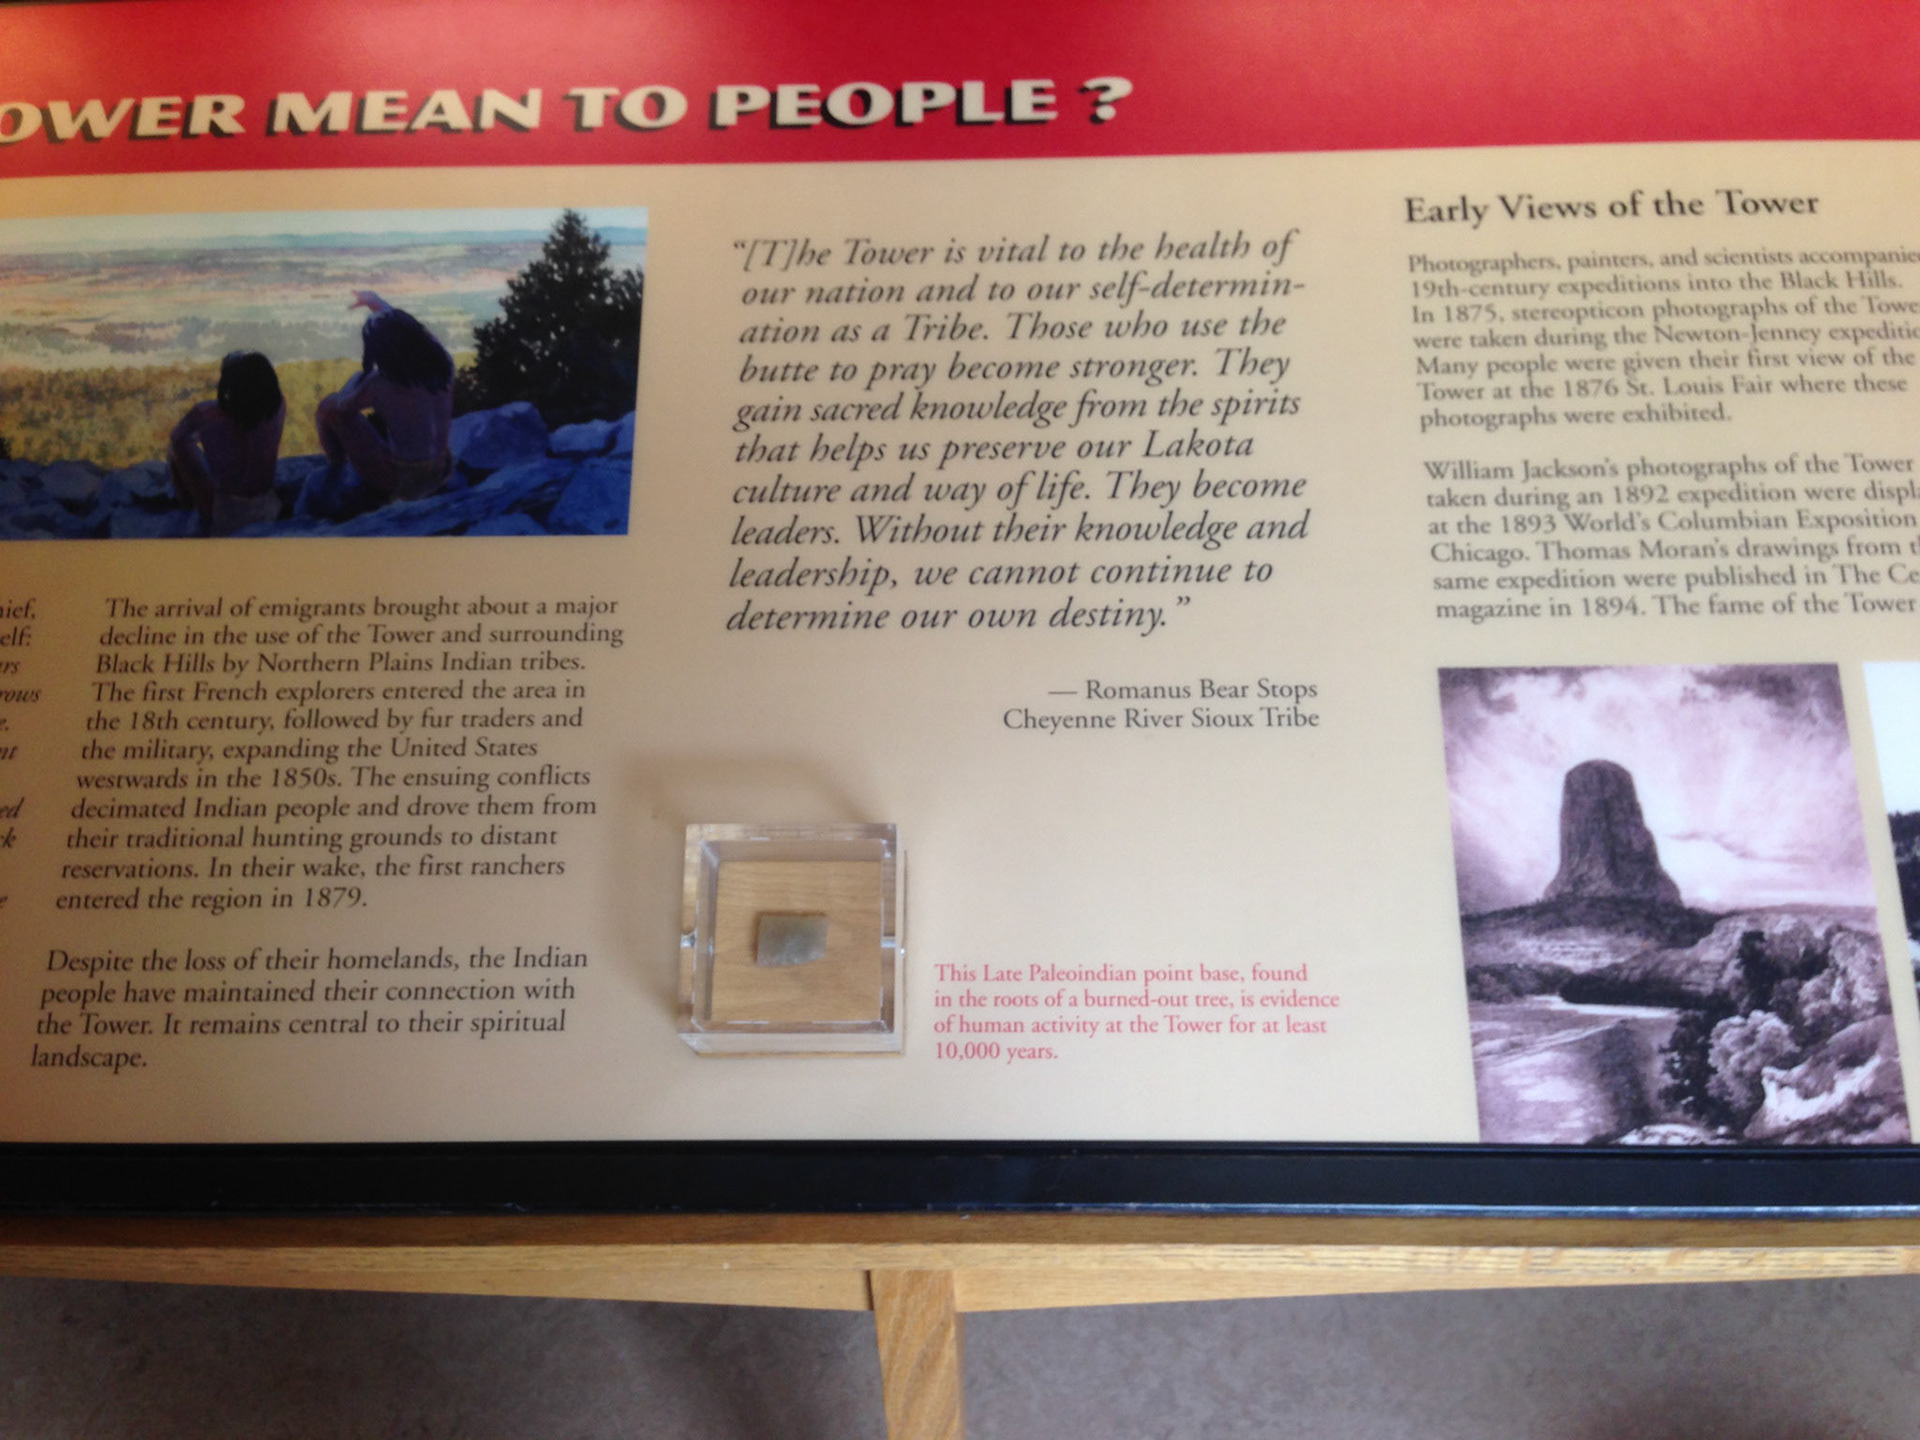 OWER MEAN TO PEOPLE ?
The arrival of emigrants brought about a major
decline in the use of the Tower and surrounding
Black Hills by Northern Plains Indian tribes.
The first French explorers entered the area in
the 18th century, followed by fur traders and
the military, expanding the United States
westwards in the 1850s. The ensuing conflicts
decimated Indian people and drove them from
their traditional hunting grounds to distant
reservations. In their wake, the first ranchers
entered the region in 1879.
Despite the loss of their homelands, the Indian
people have maintained their connection with
the Tower. It remains central to their spiritual
landscape.
“[T]he Tower is vital to the health of
our nation and to our self-determin-
ation as a Tribe. Those who use the
butte to pray become stronger. They
gain sacred knowledge from the spirits
that helps us preserve our Lakota
culture and way of life. They become
leaders. Without their knowledge and
leadership, we cannot continue to
determine our own destiny.”
— Romanus Bear Stops
Cheyenne River Sioux Tribe
This Late Paleoindian point base, found
in the roots of a burned-out tree, is evidence
of human activity at the Tower for at least
10,000 years.
Early Views of the Tower
Photographers, painters, and scientists accompanie
19th-century expeditions into the Black Hills.
In 1875, stereopticon photographs of the Towe
were taken during the Newton-Jenney expeditio
Many people were given their first view of the
Tower at the 1876 St. Louis Fair where these
photographs were exhibited.
William Jackson's photographs of the Tower
taken during an 1892 expedition were displa
at the 1893 World's Columbian Exposition
Chicago. Thomas Moran's drawings from t
same expedition were published in The Ce
magazine in 1894. The fame of the Tower